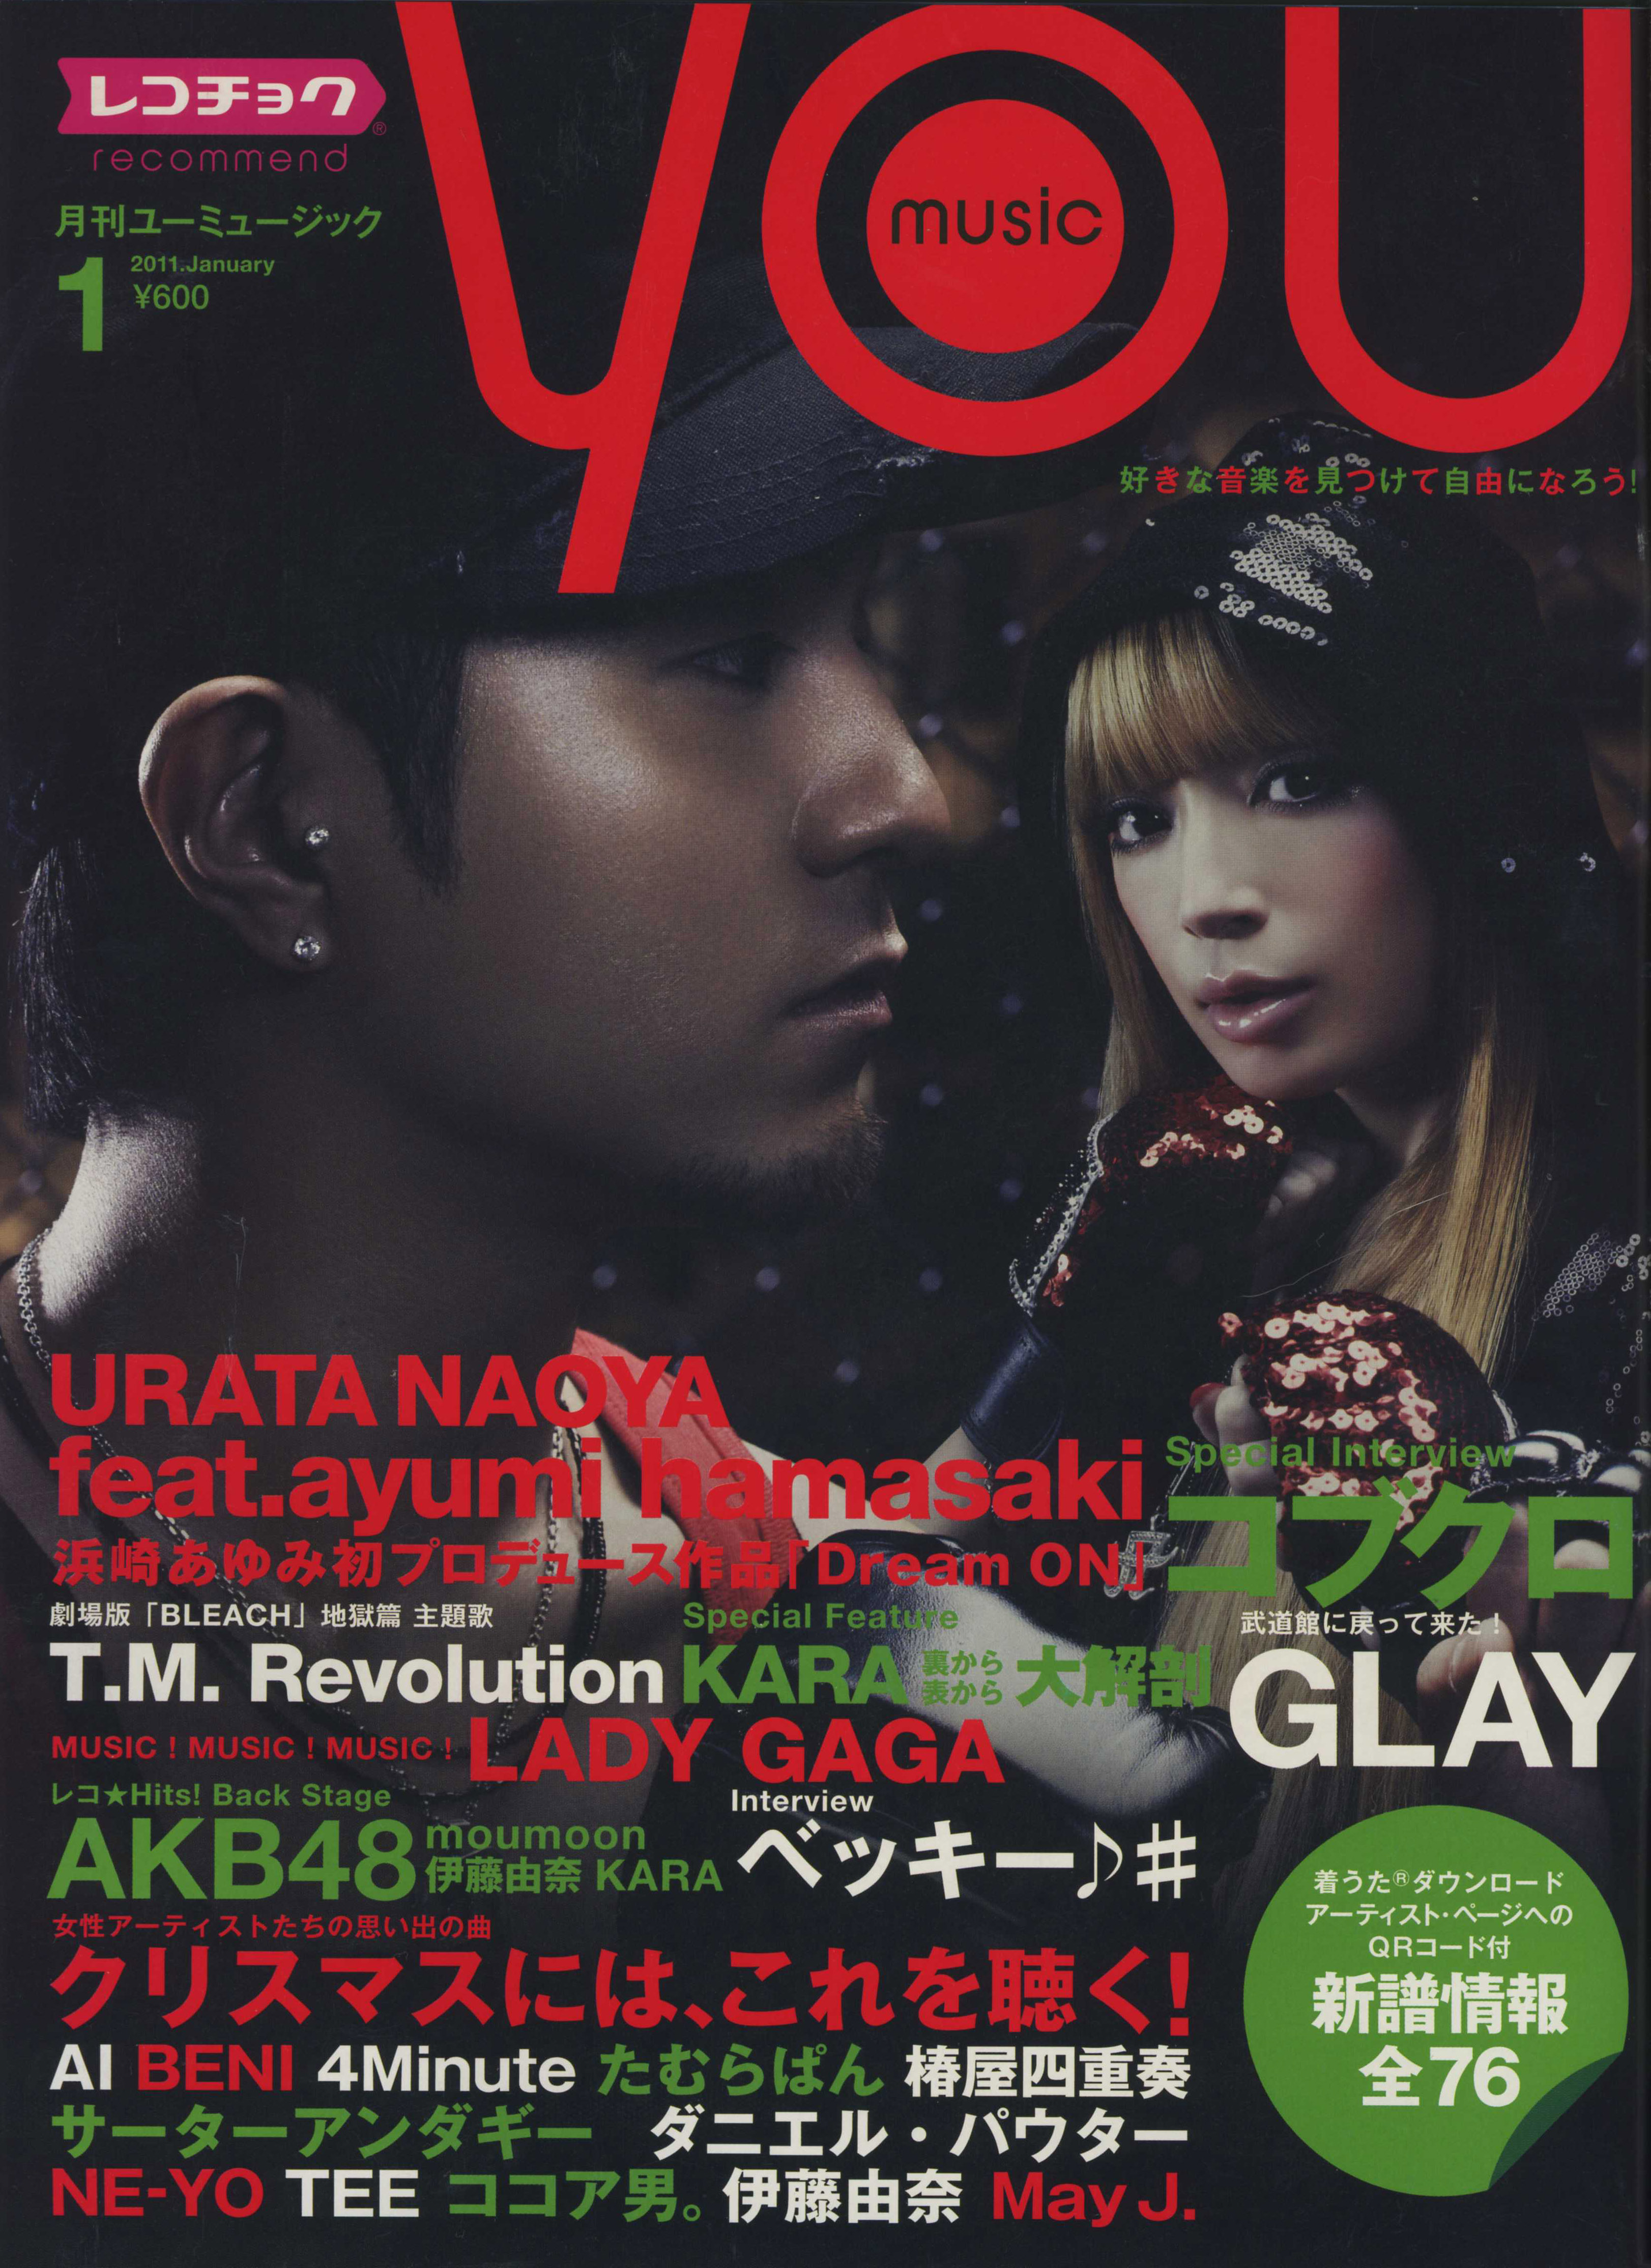 レコチョク®
recommend
月刊ユーミュージック
1
2011.January
¥600
you
music
好きな音楽を見つけて自由になろう!
URATA NAOYA
feat.ayumi hamasaki
浜崎あゆみ初プロデュース作品「Dream ON」
Special Interview
コブクロ
劇場版「BLEACH」地獄篇 主題歌
T.M. Revolution
Special Feature
KARA 裏から
表から 大解剖
武道館に戻って来た!
GLAY
MUSIC ! MUSIC ! MUSIC ! LADY GAGA
レコ★Hits! Back Stage
AKB48 moumoon
伊藤由奈 KARA
Interview
ベッキー♪#
女性アーティストたちの思い出の曲
クリスマスには、これを聴く!
AI BENI 4Minute たむらぱん 椿屋四重奏
サーターアンダギー ダニエル・パウター
NE-YO TEE ココア男。 伊藤由奈 May J.
着うた®ダウンロード
アーティスト・ページへの
QRコード付
新譜情報
全76